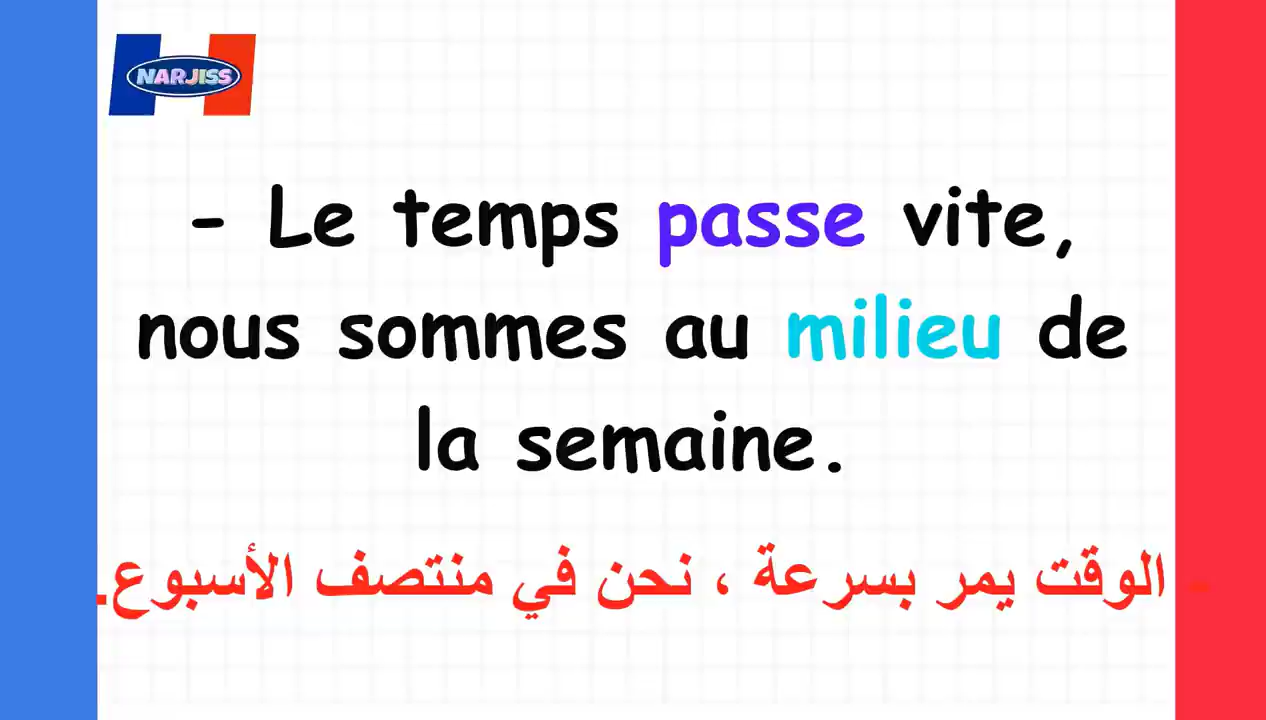 NARJISS
- Le temps passe vite,
nous sommes au milieu de
la semaine.
- الوقت يمر بسرعة ، نحن في منتصف الأسبوع.